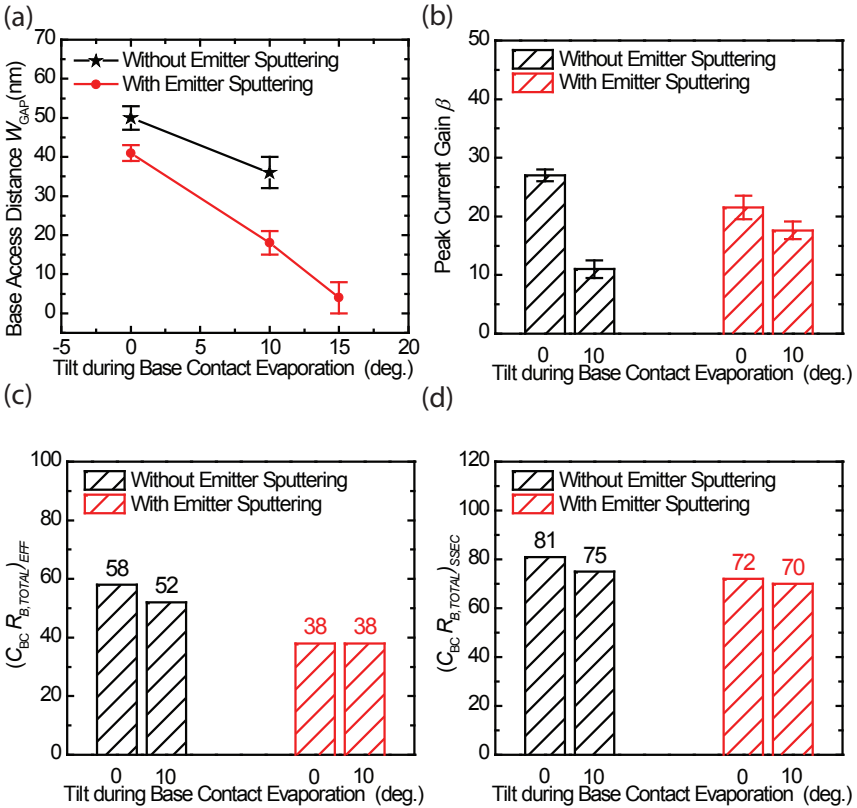 (a)
Base Access Distance W_GAP (nm)
70
60
50
40
30
20
10
0
Without Emitter Sputtering
With Emitter Sputtering
-5 0 5 10 15 20
Tilt during Base Contact Evaporation (deg.)
(b)
Peak Current Gain β
50
40
30
20
10
0
Without Emitter Sputtering
With Emitter Sputtering
0 10 0 10
Tilt during Base Contact Evaporation (deg.)
(c)
(C_BC R_B,TOTAL)_EFF
100
80
60
40
20
0
Without Emitter Sputtering
With Emitter Sputtering
58 52 38 38
0 10 0 10
Tilt during Base Contact Evaporation (deg.)
(d)
(C_BC R_B,TOTAL)_SSEC
120
100
80
60
40
20
0
Without Emitter Sputtering
With Emitter Sputtering
81 75 72 70
0 10 0 10
Tilt during Base Contact Evaporation (deg.)